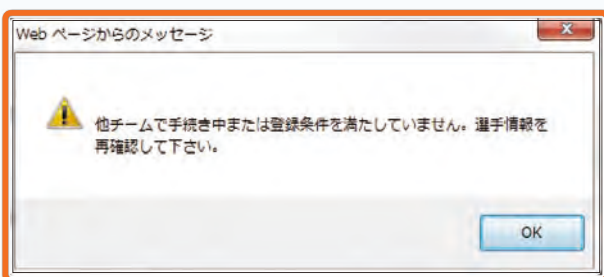 Web ページからのメッセージ
他チームで手続き中または登録条件を満たしていません。選手情報を
再確認して下さい。
OK